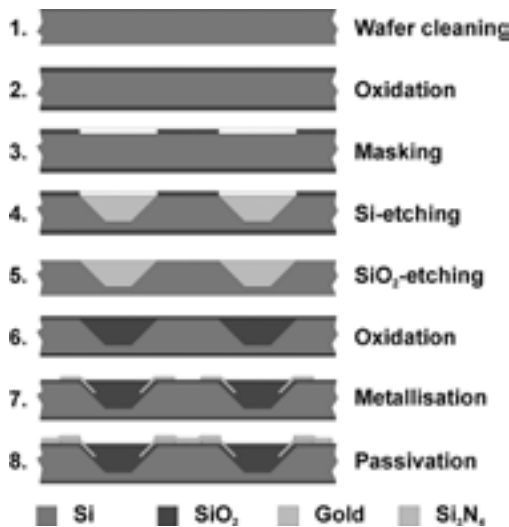 1. Wafer cleaning
2. Oxidation
3. Masking
4. Si-etching
5. SiO₂-etching
6. Oxidation
7. Metallisation
8. Passivation
Si SiO₂ Gold Si₃N₄